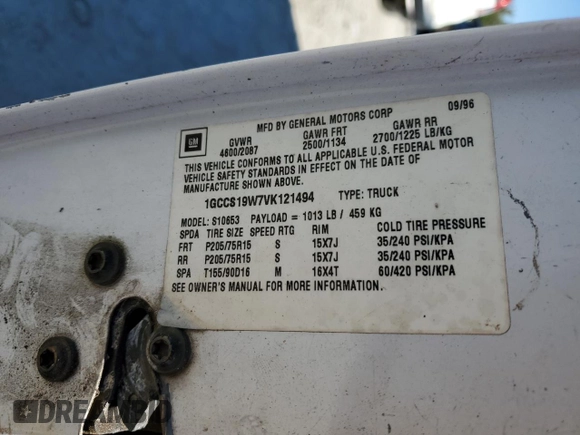 MFD BY GENERAL MOTORS CORP 09/96
GM
GVWR GAWR FRT GAWR RR
4600/2087 2500/1134 2700/1225 LB/KG
THIS VEHICLE CONFORMS TO ALL APPLICABLE U.S. FEDERAL MOTOR
VEHICLE SAFETY STANDARDS IN EFFECT ON THE DATE OF
MANUFACTURE SHOWN ABOVE.
1GCCS19W7VK121494 TYPE: TRUCK
MODEL: S10653 PAYLOAD = 1013 LB / 459 KG
SPDA TIRE SIZE SPEED RTG RIM COLD TIRE PRESSURE
FRT P205/75R15 S 15X7J 35/240 PSI/KPA
RR P205/75R15 S 15X7J 35/240 PSI/KPA
SPA T155/90D16 M 16X4T 60/420 PSI/KPA
SEE OWNER'S MANUAL FOR MORE INFORMATION.
DREAMBID